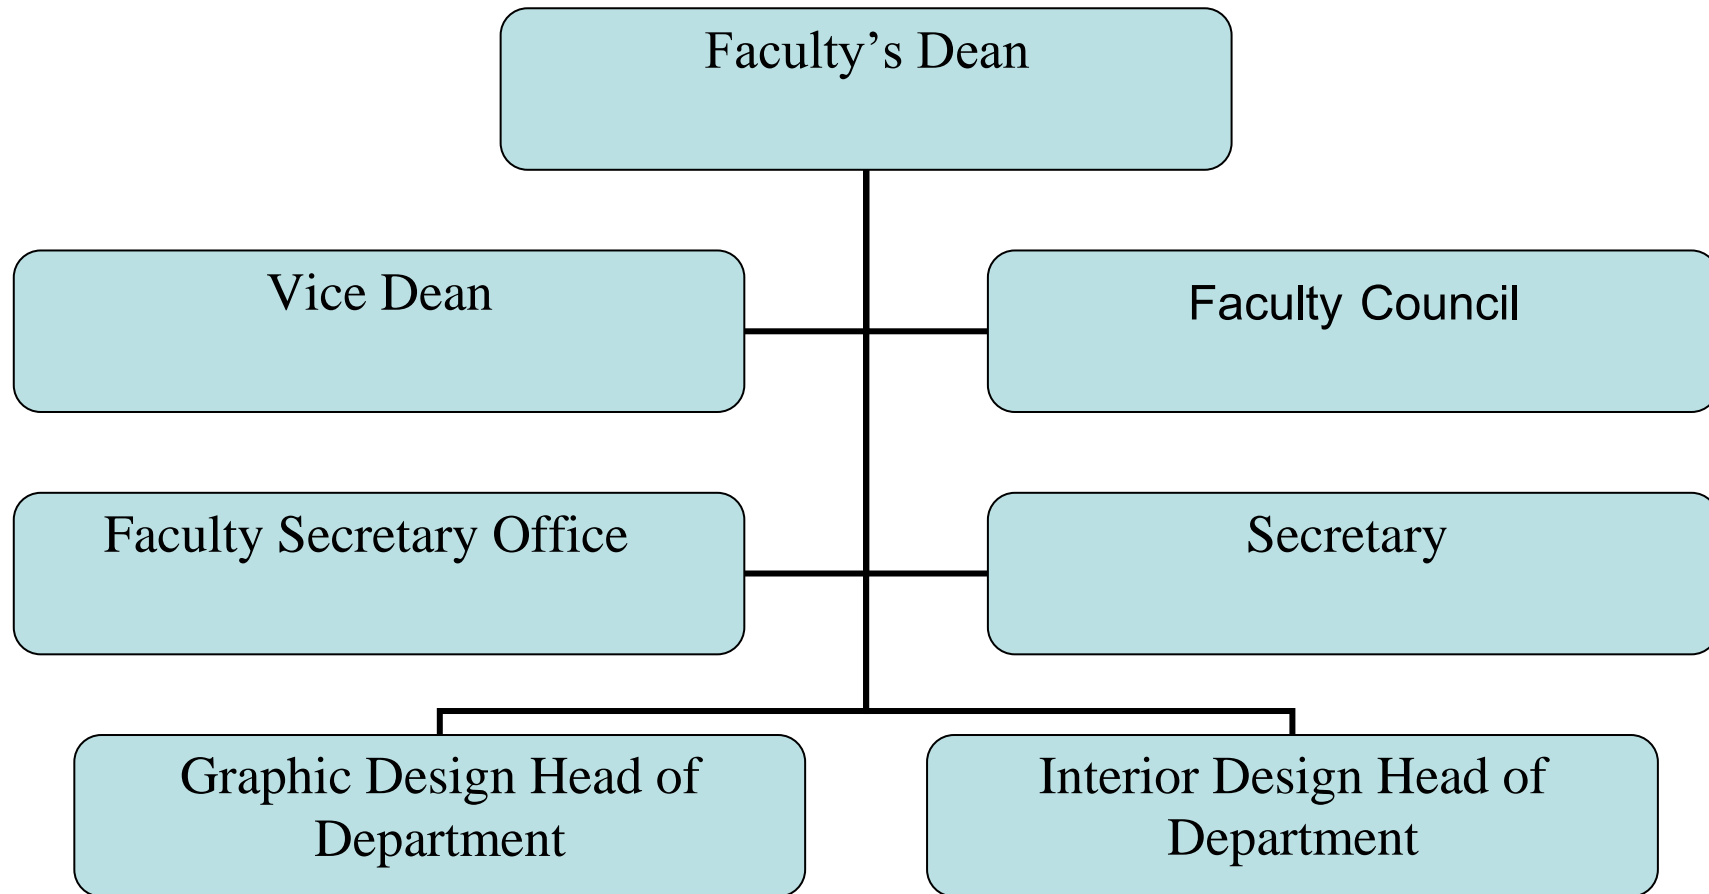 Faculty’s Dean
Vice Dean
Faculty Council
Faculty Secretary Office
Secretary
Graphic Design Head of
Department
Interior Design Head of
Department